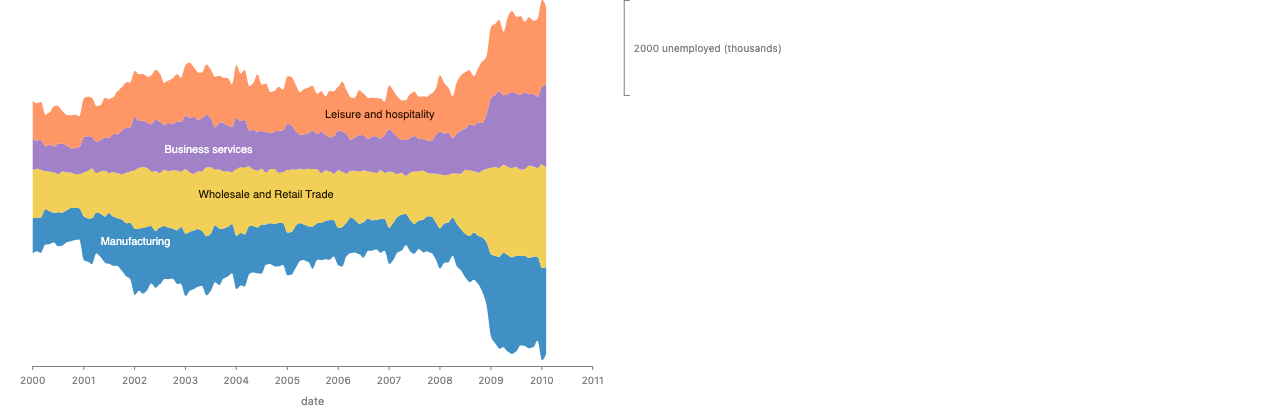 2000 unemployed (thousands)
Leisure and hospitality
Business services
Wholesale and Retail Trade
Manufacturing
2000 2001 2002 2003 2004 2005 2006 2007 2008 2009 2010 2011
date